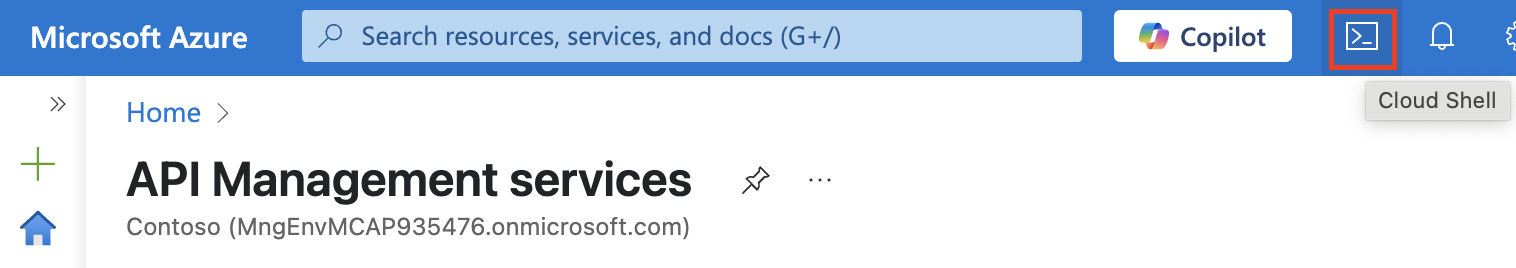 Microsoft Azure
Search resources, services, and docs (G+/)
Copilot
Cloud Shell
Home
API Management services
Contoso (MngEnvMCAP935476.onmicrosoft.com)